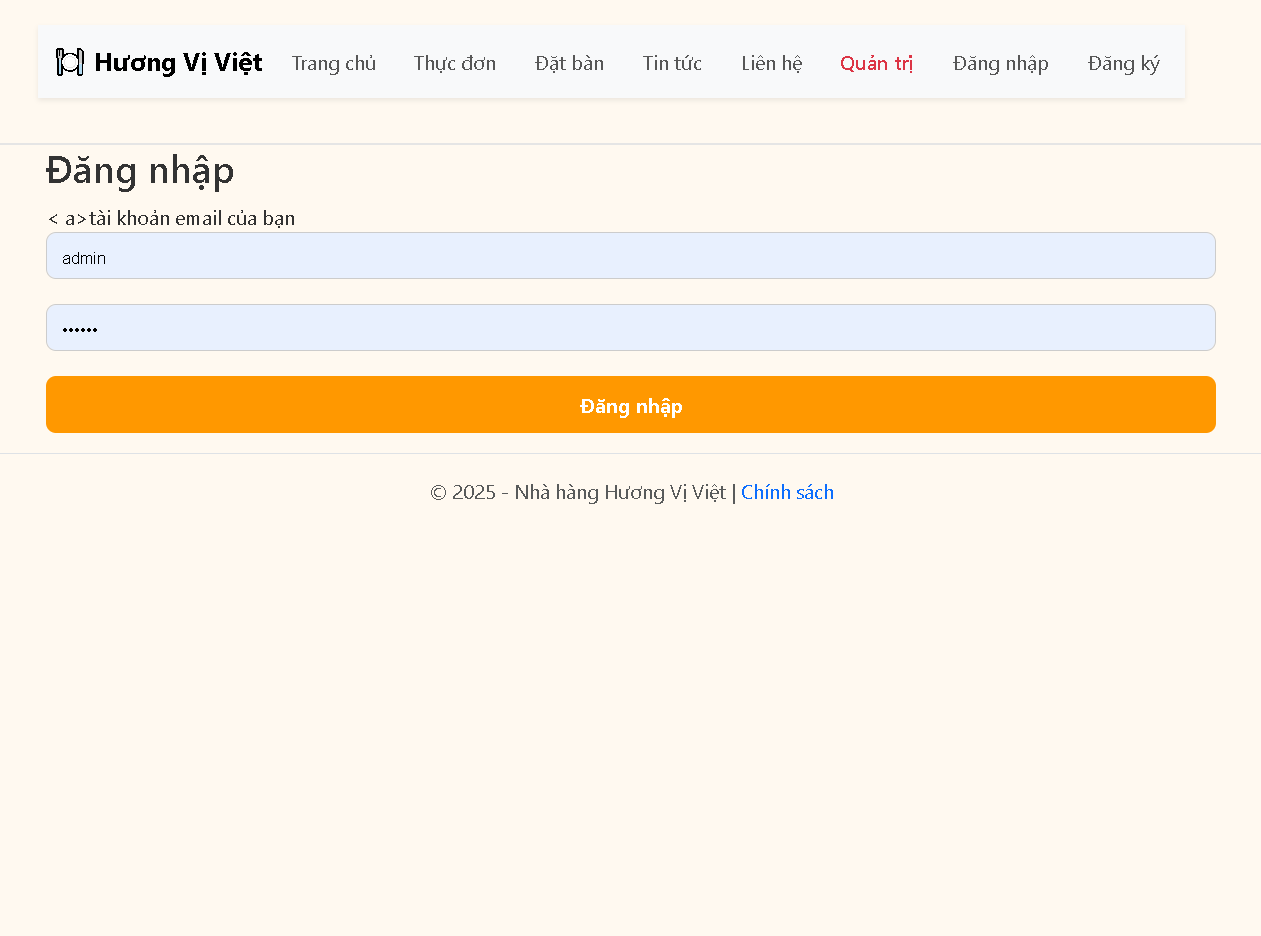 Hương Vị Việt Trang chủ Thực đơn Đặt bàn Tin tức Liên hệ Quản trị Đăng nhập Đăng ký
Đăng nhập
< a>tài khoản email của bạn
admin
••••••
Đăng nhập
© 2025 - Nhà hàng Hương Vị Việt | Chính sách